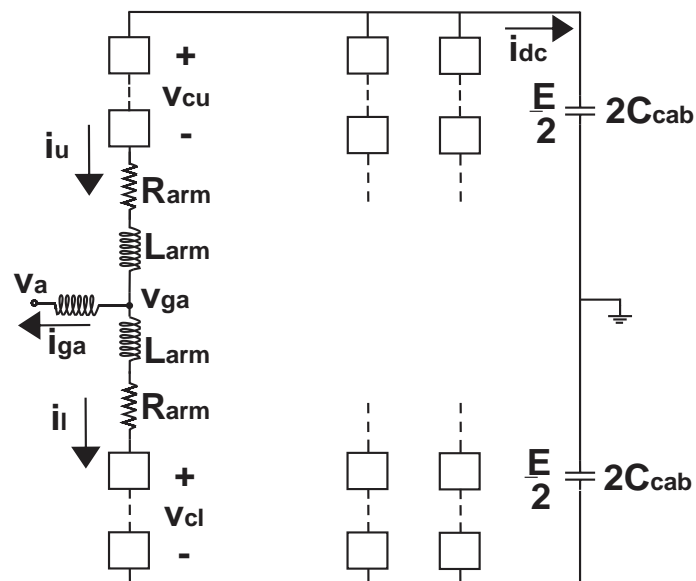 +
idc
vcu
E
2
2Ccab
-
iu
Rarm
Larm
va
vga
iga
Larm
il
Rarm
+
E
2
2Ccab
vcl
-